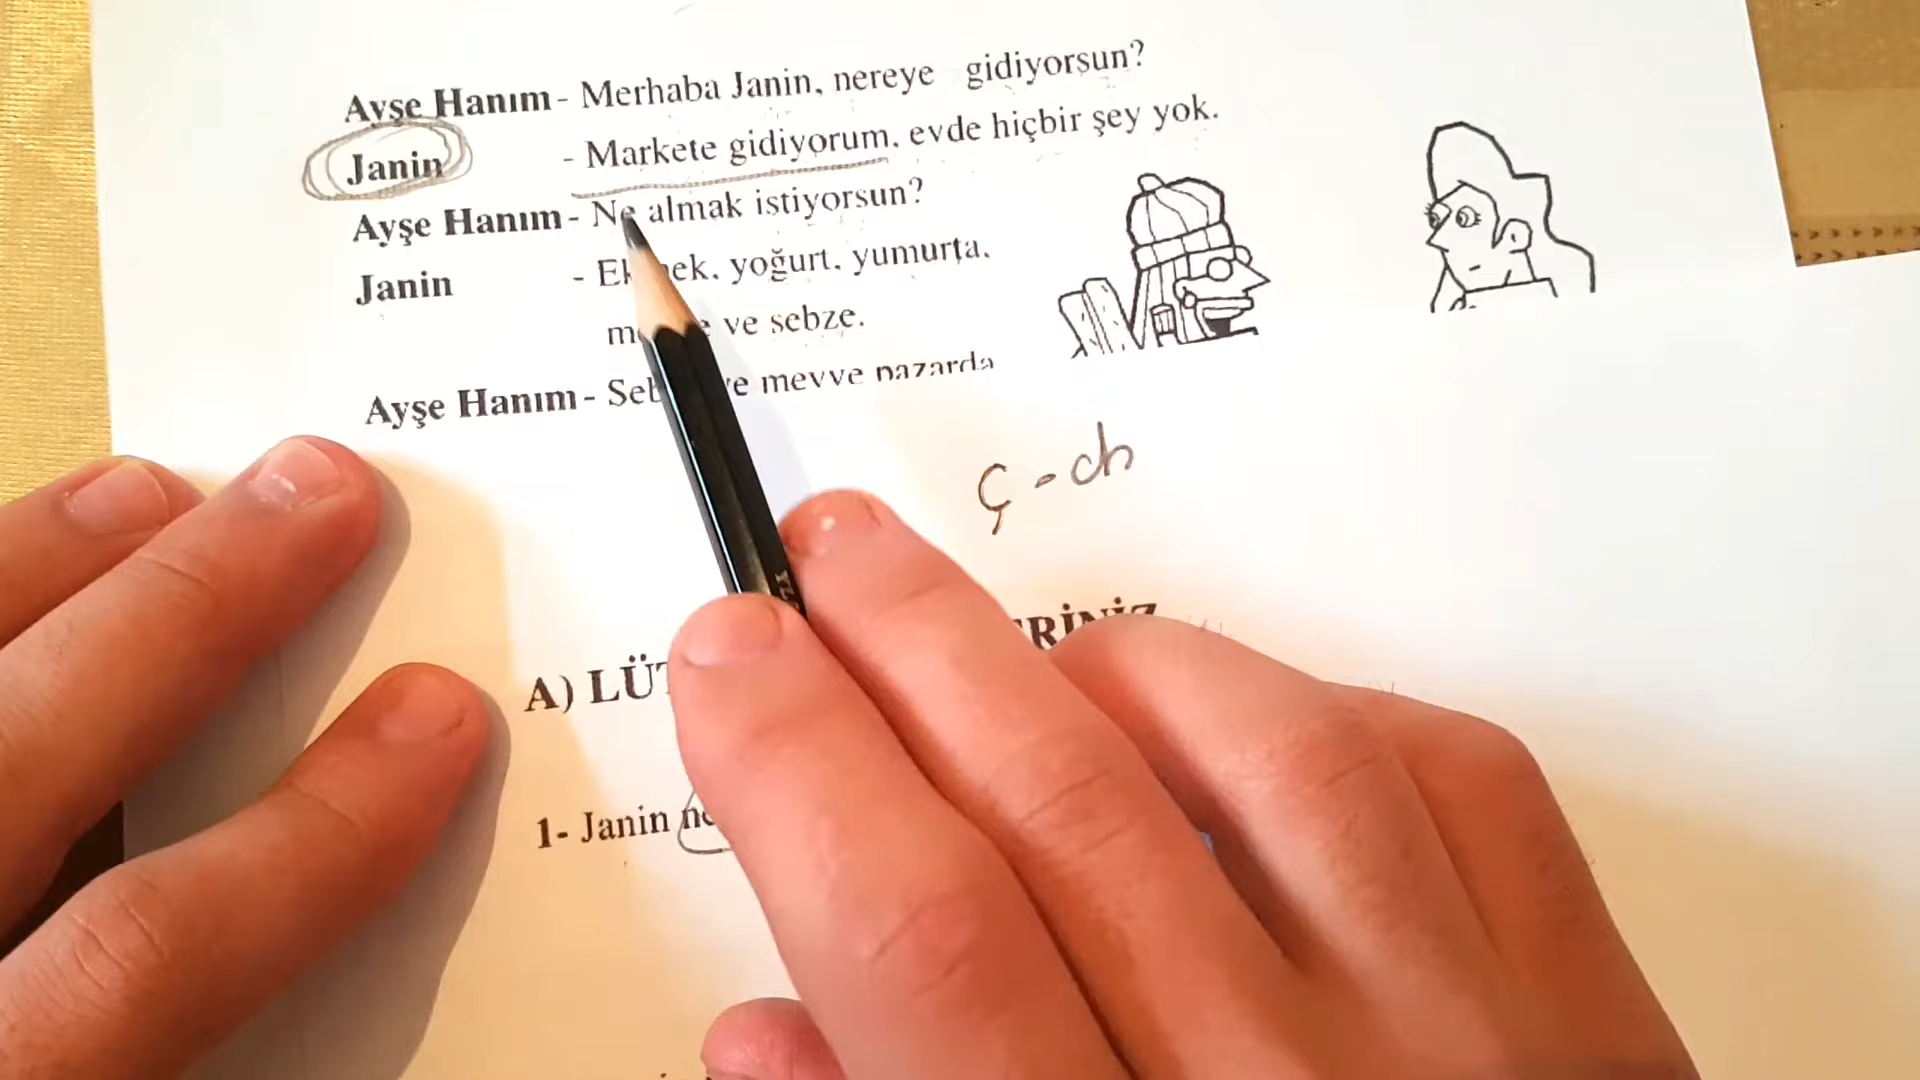 Ayşe Hanım - Merhaba Janin, nereye gidiyorsun?
Janin - Markete gidiyorum, evde hiçbir şey yok.
Ayşe Hanım - Ne almak istiyorsun?
Janin - yoğurt, yumurta,
ve sebze.
Ayşe Hanım - mevve pazarda
ç - ch
A)
1- Janin